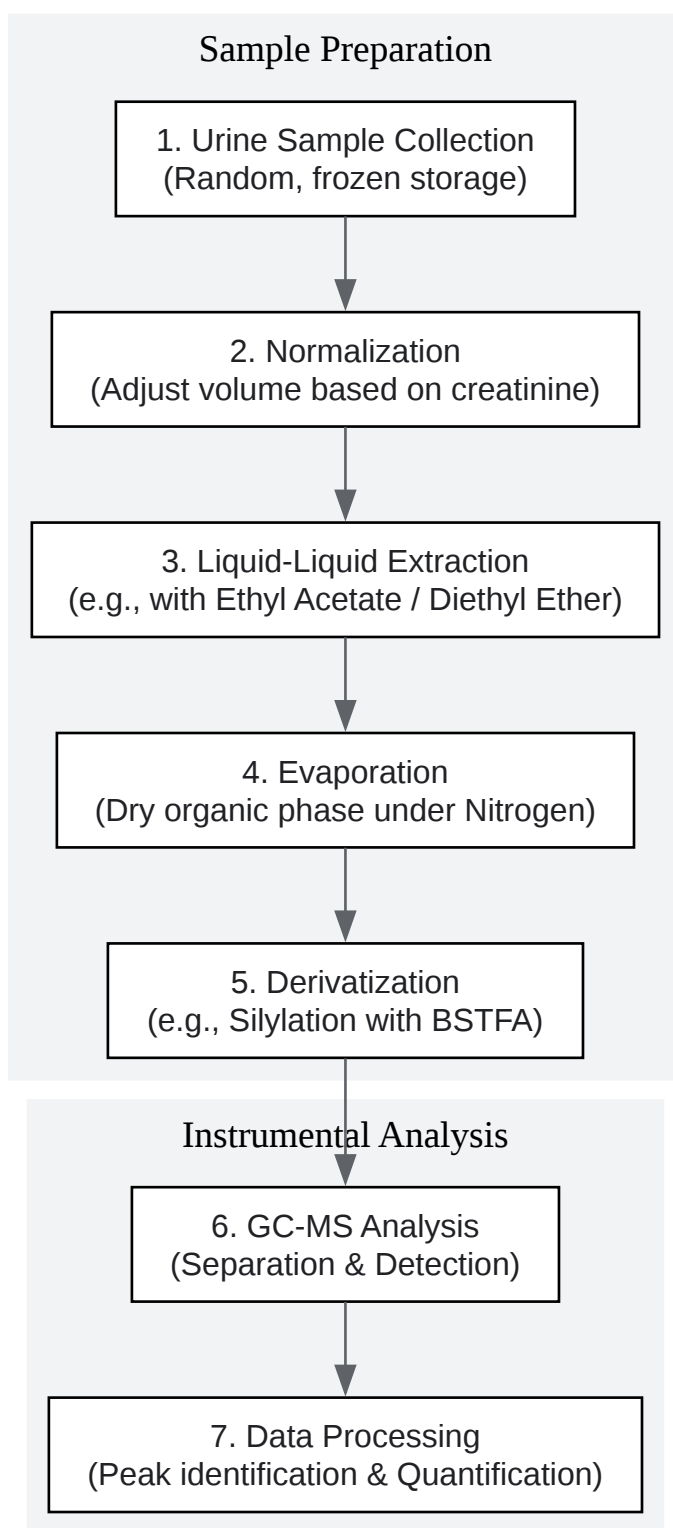 Sample Preparation
1. Urine Sample Collection
(Random, frozen storage)
2. Normalization
(Adjust volume based on creatinine)
3. Liquid-Liquid Extraction
(e.g., with Ethyl Acetate / Diethyl Ether)
4. Evaporation
(Dry organic phase under Nitrogen)
5. Derivatization
(e.g., Silylation with BSTFA)
Instrumental Analysis
6. GC-MS Analysis
(Separation & Detection)
7. Data Processing
(Peak identification & Quantification)